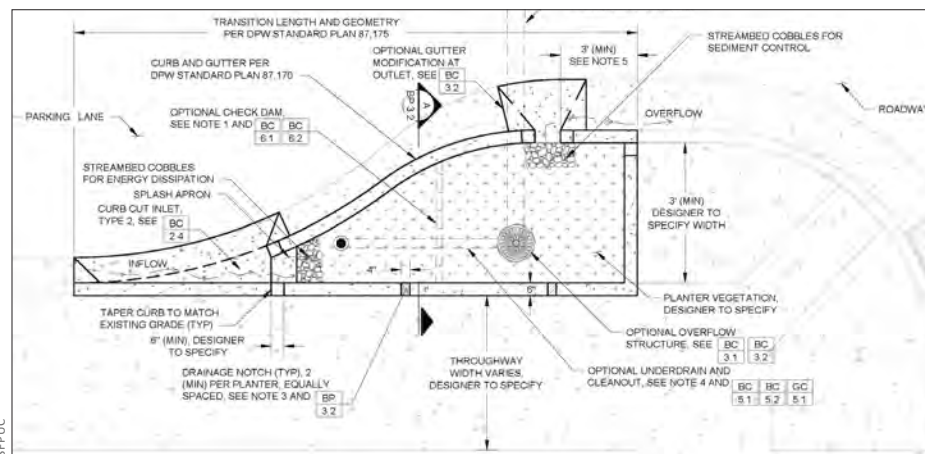 TRANSITION LENGTH AND GEOMETRY
PER DPW STANDARD PLAN 87,175
CURB AND GUTTER PER
DPW STANDARD PLAN 87,170
OPTIONAL GUTTER
MODIFICATION AT
OUTLET, SEE BC
3.2
3' (MIN)
SEE NOTE 5
STREAMBED COBBLES FOR
SEDIMENT CONTROL
PARKING LANE
OPTIONAL CHECK DAM,
SEE NOTE 1 AND BC BC
6.1 6.2
A
BP 3.2
OVERFLOW
ROADWAY
STREAMBED COBBLES
FOR ENERGY DISSIPATION
SPLASH APRON
CURB CUT INLET,
TYPE 2, SEE BC
2.4
3' (MIN)
DESIGNER TO
SPECIFY WIDTH
INFLOW
4"
6"
1'
TAPER CURB TO MATCH
EXISTING GRADE (TYP)
6" (MIN), DESIGNER
TO SPECIFY
DRAINAGE NOTCH (TYP), 2
(MIN) PER PLANTER, EQUALLY
SPACED, SEE NOTE 3 AND BP
3.2
THROUGHWAY
WIDTH VARIES,
DESIGNER TO SPECIFY
PLANTER VEGETATION,
DESIGNER TO SPECIFY
OPTIONAL OVERFLOW
STRUCTURE, SEE BC BC
3.1 3.2
OPTIONAL UNDERDRAIN AND
CLEANOUT, SEE NOTE 4 AND BC BC GC
5.1 5.2 5.1
SFPUC